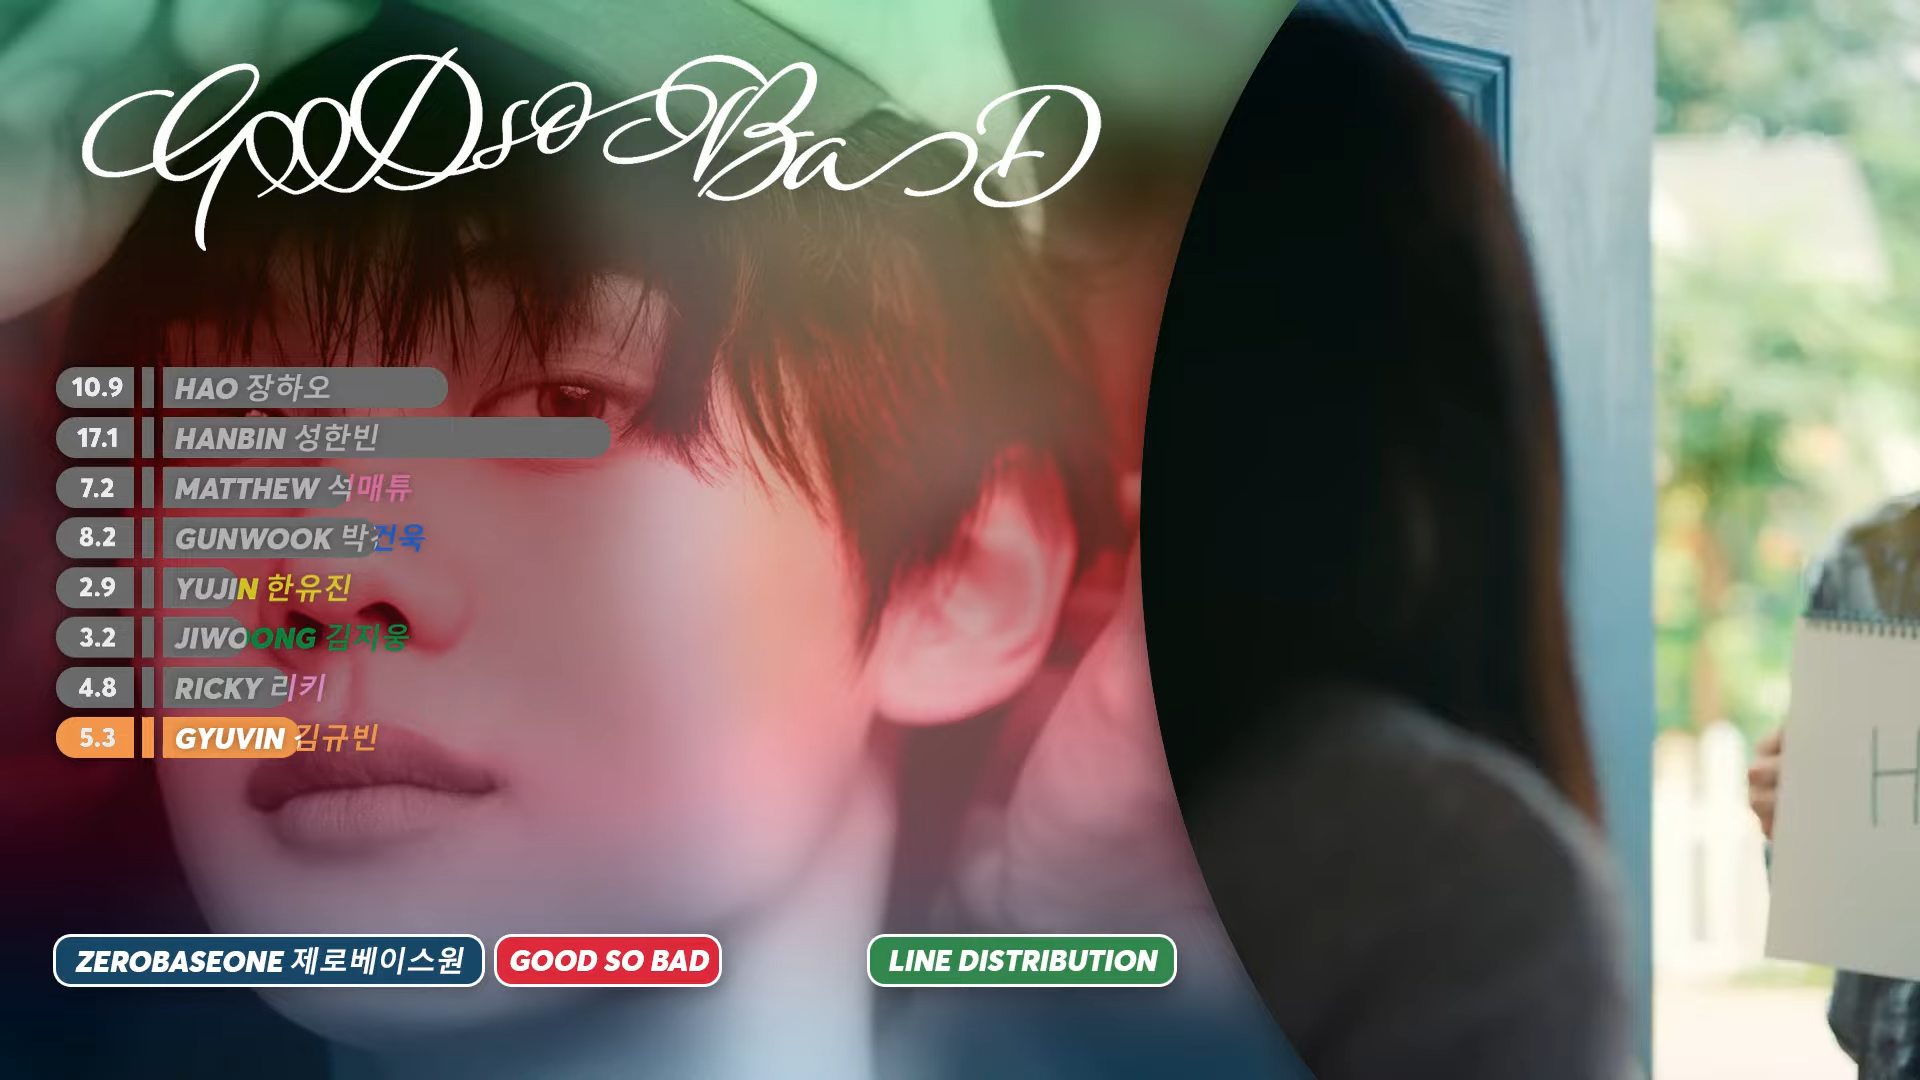 GooD so BaD
10.9 HAO 장하오
17.1 HANBIN 성한빈
7.2 MATTHEW 석매튜
8.2 GUNWOOK 박건욱
2.9 YUJIN 한유진
3.2 JIWOONG 김지웅
4.8 RICKY 리키
5.3 GYUVIN 김규빈
H
ZEROBASEONE 제로베이스원 GOOD SO BAD LINE DISTRIBUTION